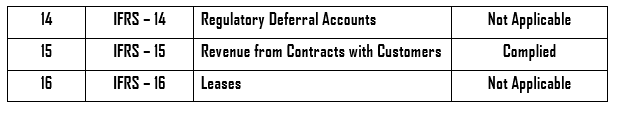 14 IFRS – 14 Regulatory Deferral Accounts Not Applicable
15 IFRS – 15 Revenue from Contracts with Customers Complied
16 IFRS – 16 Leases Not Applicable